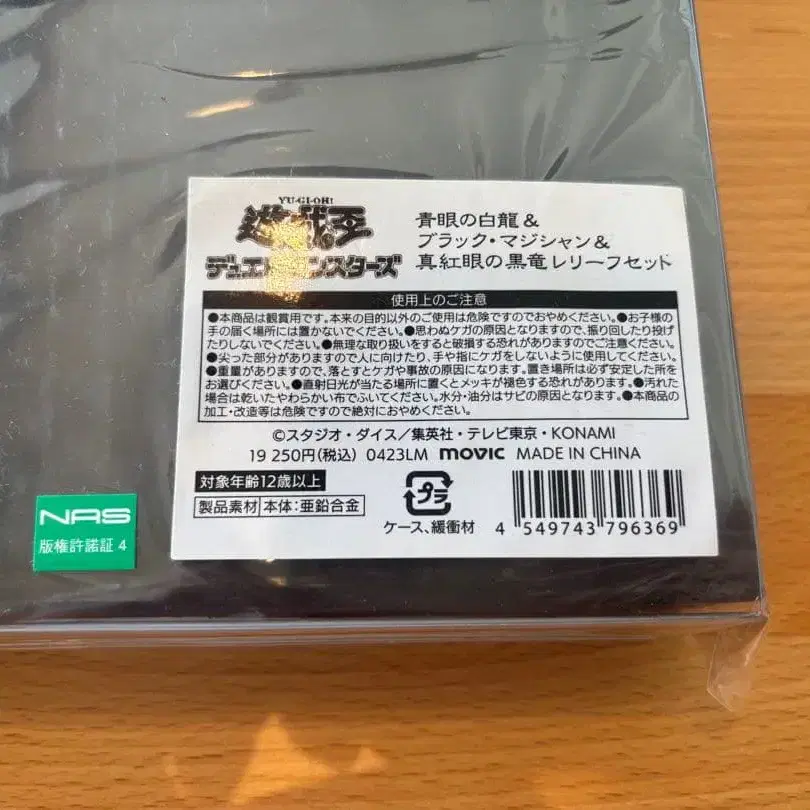 YU-GI-OH!
遊戯王
デュエルモンスターズ
青眼の白龍&
ブラック・マジシャン&
真紅眼の黒竜レリーフセット
使用上のご注意
●本商品は観賞用です。本来の目的以外のご使用は危険ですのでおやめください。●お子様の
手の届く場所には置かないでください。●思わぬケガの原因となりますので、振り回したり投げ
たりしないでください。●無理な取り扱いをすると破損する恐れがありますのでご注意ください。
●尖った部分がありますので人に向けたり、手や指にケガをしないように使用してください。
●重量がありますので、落とすとケガや事故の原因になります。置き場所は必ず安定した所を
お選びください。●直射日光が当たる場所に置くとメッキが褪色する恐れがあります。●汚れた
場合は乾いたやわらかい布でふいてください。水分・油分はサビの原因となります。●本商品の
加工・改造等は危険ですので絶対におやめください。
©スタジオ・ダイス/集英社・テレビ東京・KONAMI
19 250円(税込) 0423LM movic MADE IN CHINA
対象年齢12歳以上
製品素材 本体:亜鉛合金
プラ
ケース、緩衝材
4 549743 796369
NAS
版権許諾証 4